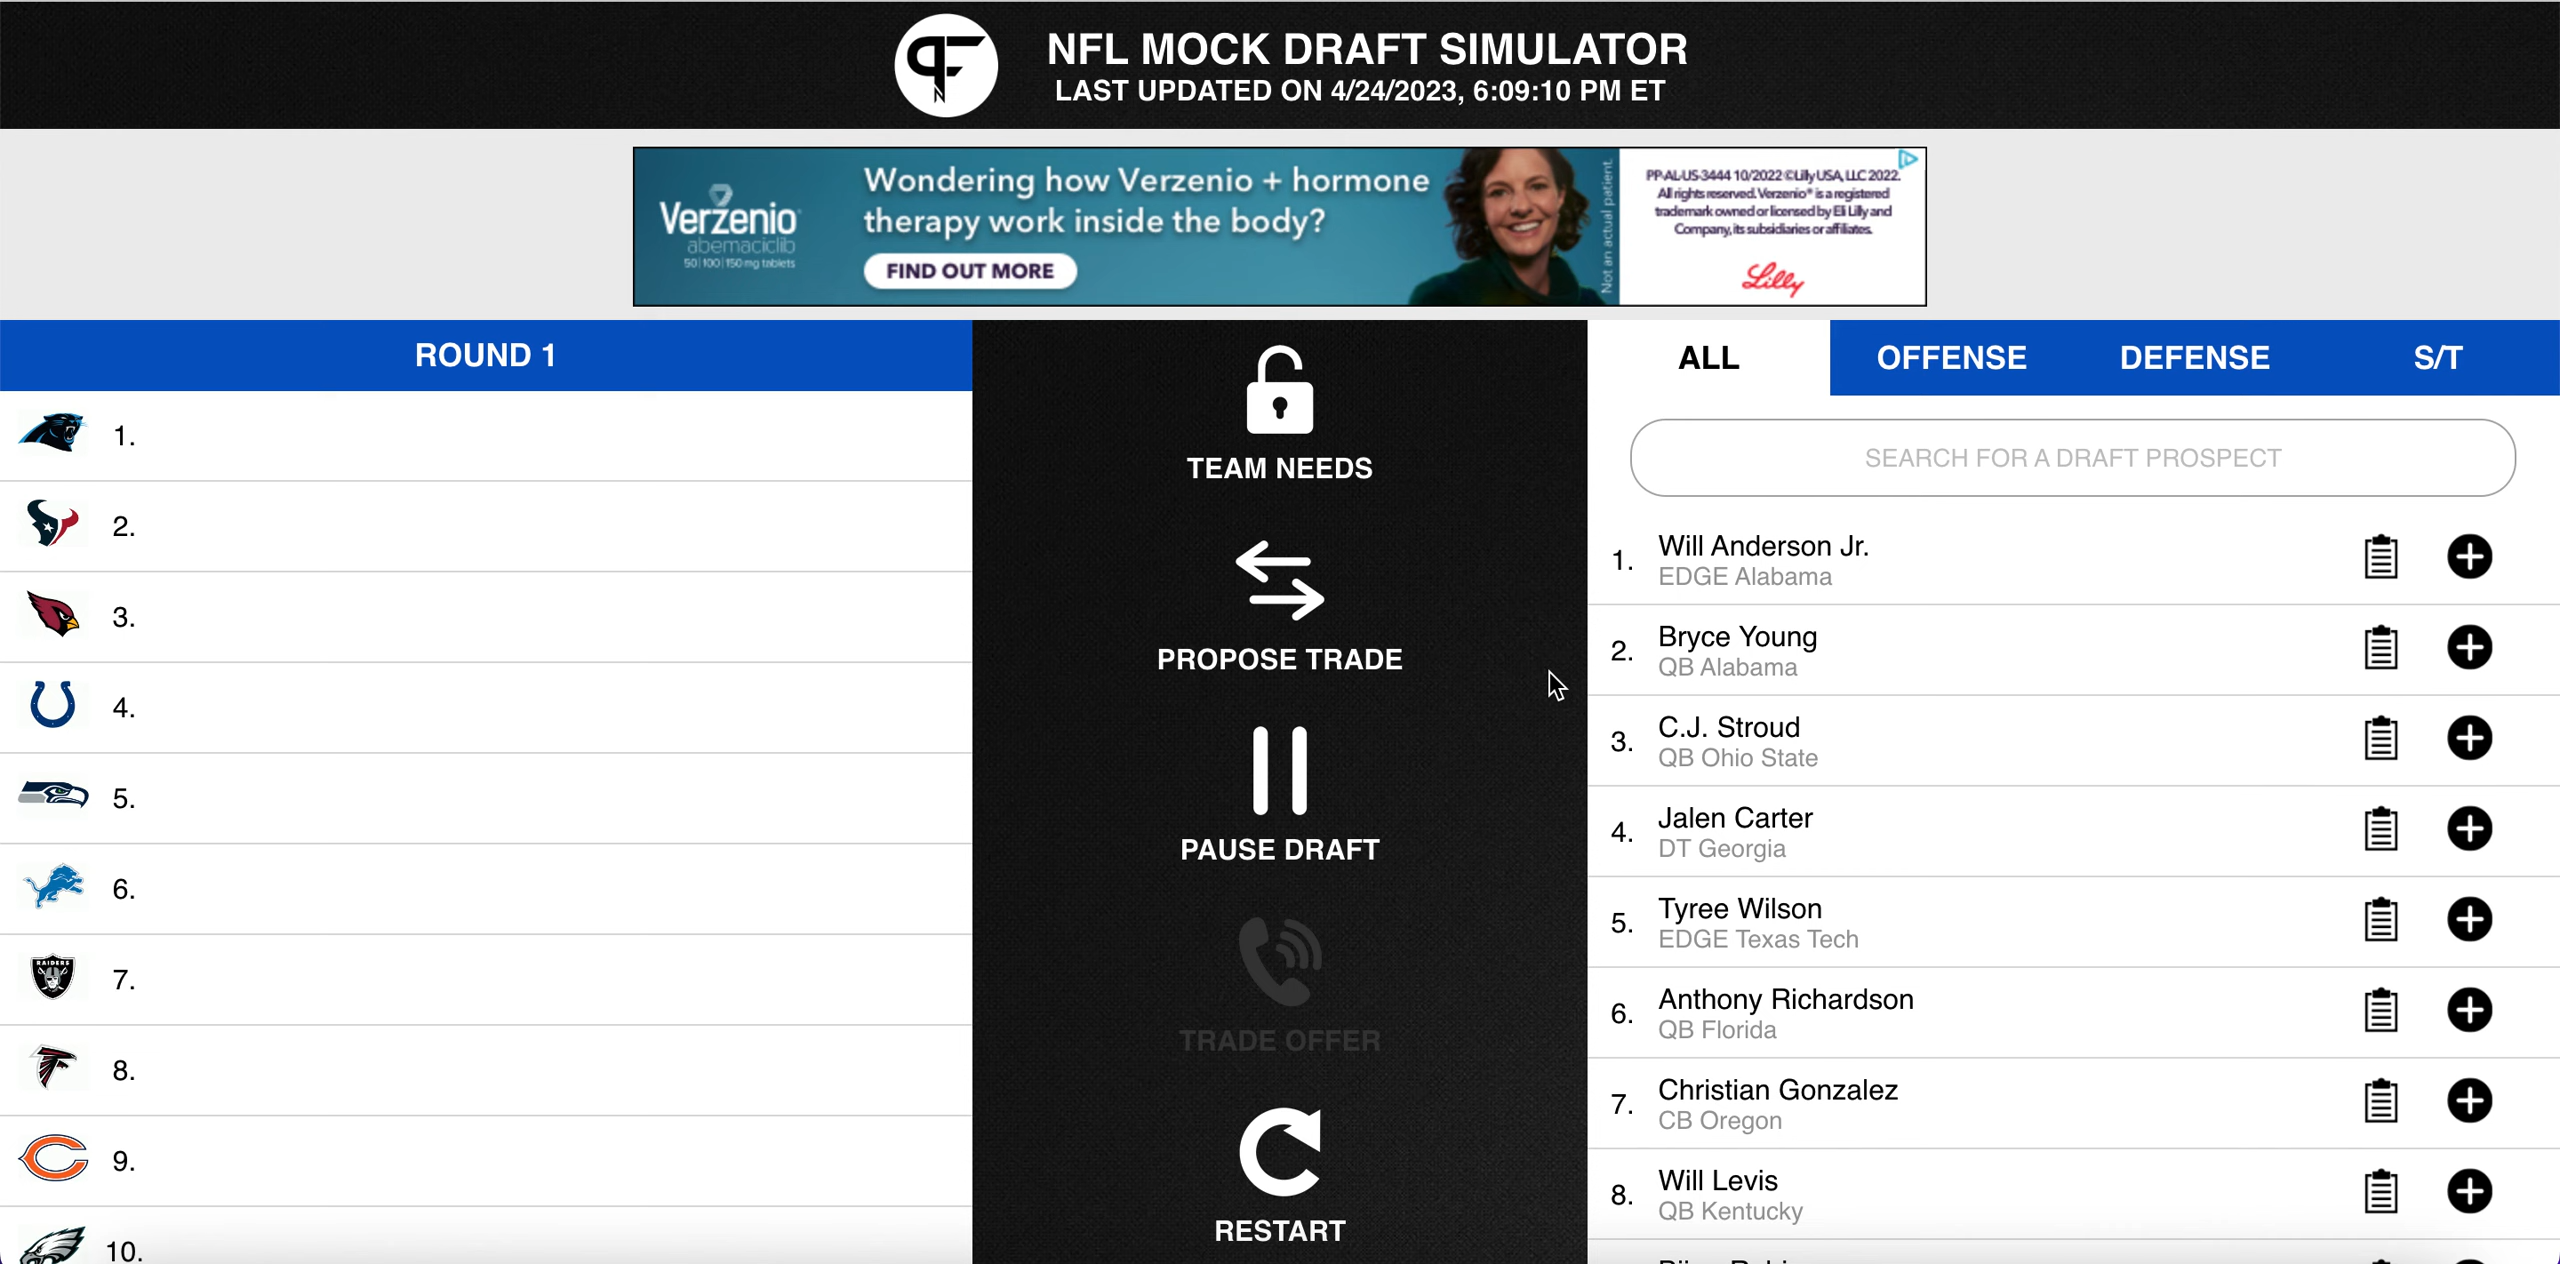 NFL MOCK DRAFT SIMULATOR
LAST UPDATED ON 4/24/2023, 6:09:10 PM ET
Verzenio
abemaciclib
50|100|150 mg tablets
Wondering how Verzenio + hormone
therapy work inside the body?
FIND OUT MORE
Not an actual patient.
PP-AL-US-3444 10/2022 ©Lilly USA, LLC 2022.
All rights reserved. Verzenio® is a registered
trademark owned or licensed by Eli Lilly and
Company, its subsidiaries or affiliates.
Lilly
ROUND 1
1.
2.
3.
4.
5.
6.
RAIDERS
7.
8.
9.
10.
TEAM NEEDS
PROPOSE TRADE
PAUSE DRAFT
TRADE OFFER
RESTART
ALL OFFENSE DEFENSE S/T
SEARCH FOR A DRAFT PROSPECT
1. Will Anderson Jr.
EDGE Alabama
2. Bryce Young
QB Alabama
3. C.J. Stroud
QB Ohio State
4. Jalen Carter
DT Georgia
5. Tyree Wilson
EDGE Texas Tech
6. Anthony Richardson
QB Florida
7. Christian Gonzalez
CB Oregon
8. Will Levis
QB Kentucky